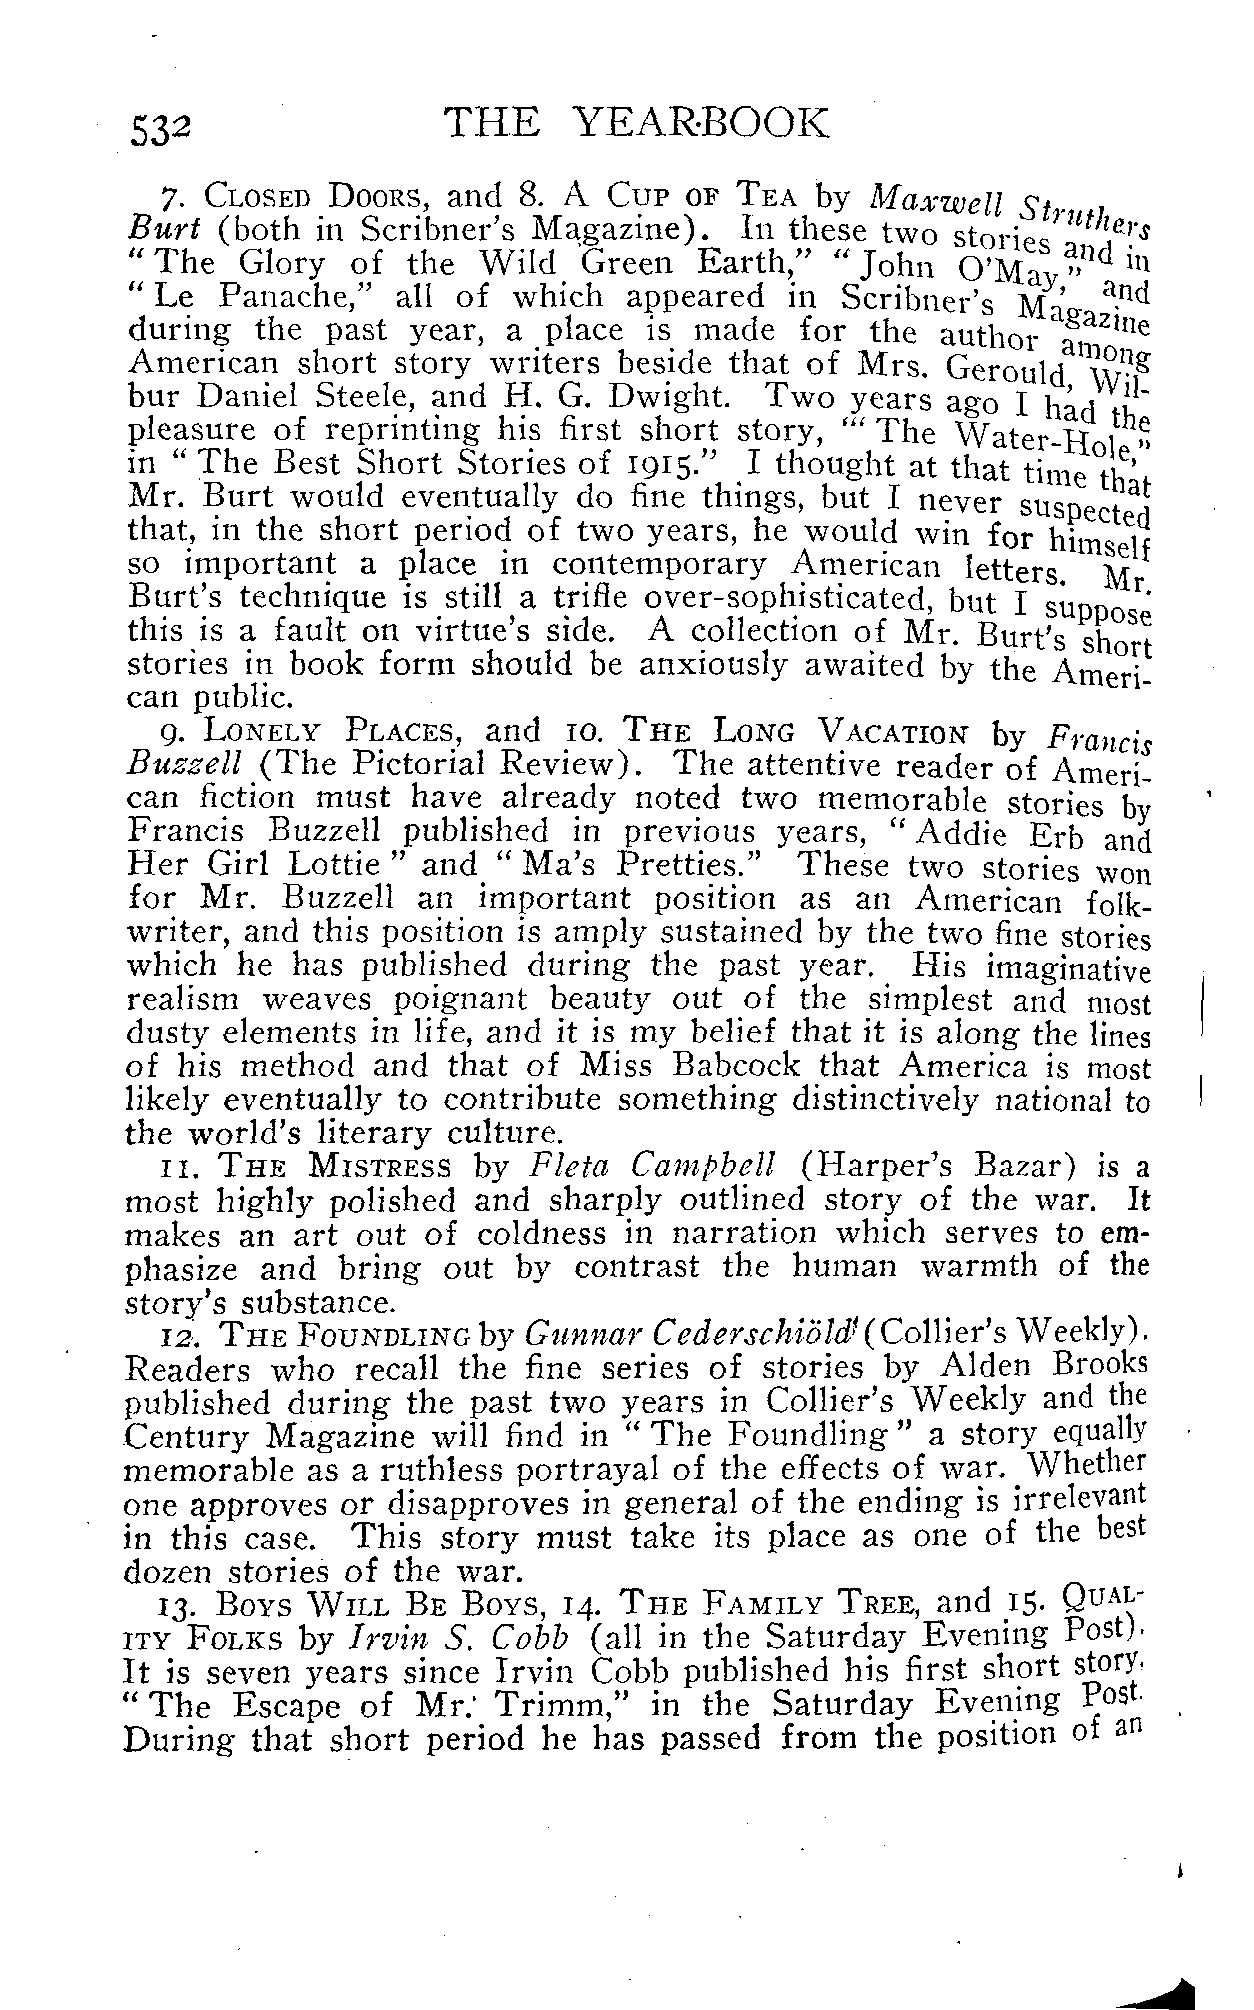 532 THE YEAR-BOOK
7. CLOSED DOORS, and 8. A CUP OF TEA by Maxwell Struthers
Burt (both in Scribner's Magazine). In these two stories and in
“ The Glory of the Wild Green Earth,” “ John O'May,” and
“ Le Panache,” all of which appeared in Scribner's Magazine
during the past year, a place is made for the author among
American short story writers beside that of Mrs. Gerould, Wil-
bur Daniel Steele, and H. G. Dwight. Two years ago I had the
pleasure of reprinting his first short story, “‘ The Water-Hole,”
in “ The Best Short Stories of 1915.” I thought at that time that
Mr. Burt would eventually do fine things, but I never suspected
that, in the short period of two years, he would win for himself
so important a place in contemporary American letters. Mr.
Burt's technique is still a trifle over-sophisticated, but I suppose
this is a fault on virtue's side. A collection of Mr. Burt's short
stories in book form should be anxiously awaited by the Ameri-
can public.
9. LONELY PLACES, and 10. THE LONG VACATION by Francis
Buzzell (The Pictorial Review). The attentive reader of Ameri-
can fiction must have already noted two memorable stories by
Francis Buzzell published in previous years, “ Addie Erb and
Her Girl Lottie ” and “ Ma's Pretties.” These two stories won
for Mr. Buzzell an important position as an American folk-
writer, and this position is amply sustained by the two fine stories
which he has published during the past year. His imaginative
realism weaves poignant beauty out of the simplest and most
dusty elements in life, and it is my belief that it is along the lines
of his method and that of Miss Babcock that America is most
likely eventually to contribute something distinctively national to
the world's literary culture.
11. THE MISTRESS by Fleta Campbell (Harper's Bazar) is a
most highly polished and sharply outlined story of the war. It
makes an art out of coldness in narration which serves to em-
phasize and bring out by contrast the human warmth of the
story's substance.
12. THE FOUNDLING by Gunnar Cederschiöld (Collier's Weekly).
Readers who recall the fine series of stories by Alden Brooks
published during the past two years in Collier's Weekly and the
Century Magazine will find in “ The Foundling ” a story equally
memorable as a ruthless portrayal of the effects of war. Whether
one approves or disapproves in general of the ending is irrelevant
in this case. This story must take its place as one of the best
dozen stories of the war.
13. BOYS WILL BE BOYS, 14. THE FAMILY TREE, and 15. QUAL-
ITY FOLKS by Irvin S. Cobb (all in the Saturday Evening Post).
It is seven years since Irvin Cobb published his first short story,
“ The Escape of Mr. Trimm,” in the Saturday Evening Post.
During that short period he has passed from the position of an